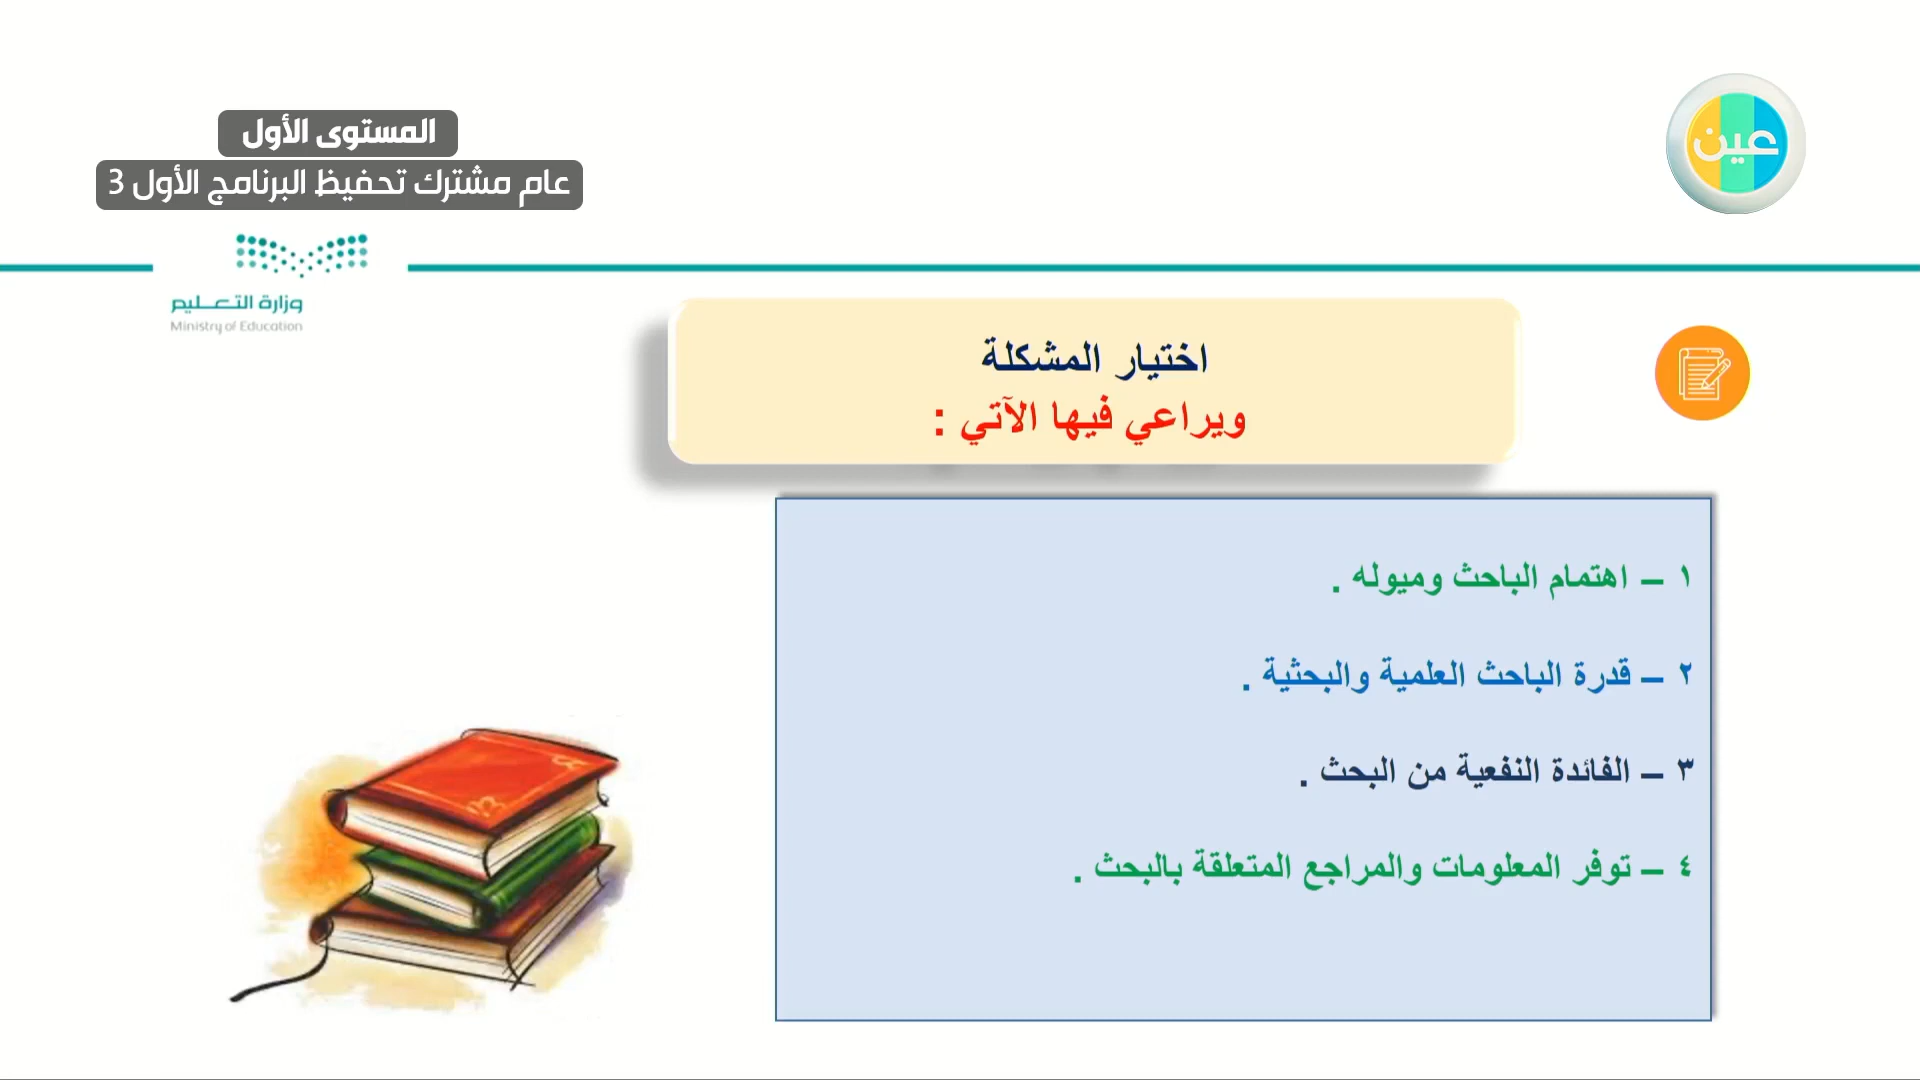 المستوى الأول
عام مشترك تحفيظ البرنامج الأول 3
عين
وزارة التعليم
Ministry of Education
اختيار المشكلة
ويراعي فيها الآتي :
١ – اهتمام الباحث وميوله .
٢ – قدرة الباحث العلمية والبحثية .
٣ – الفائدة النفعية من البحث .
٤ – توفر المعلومات والمراجع المتعلقة بالبحث .